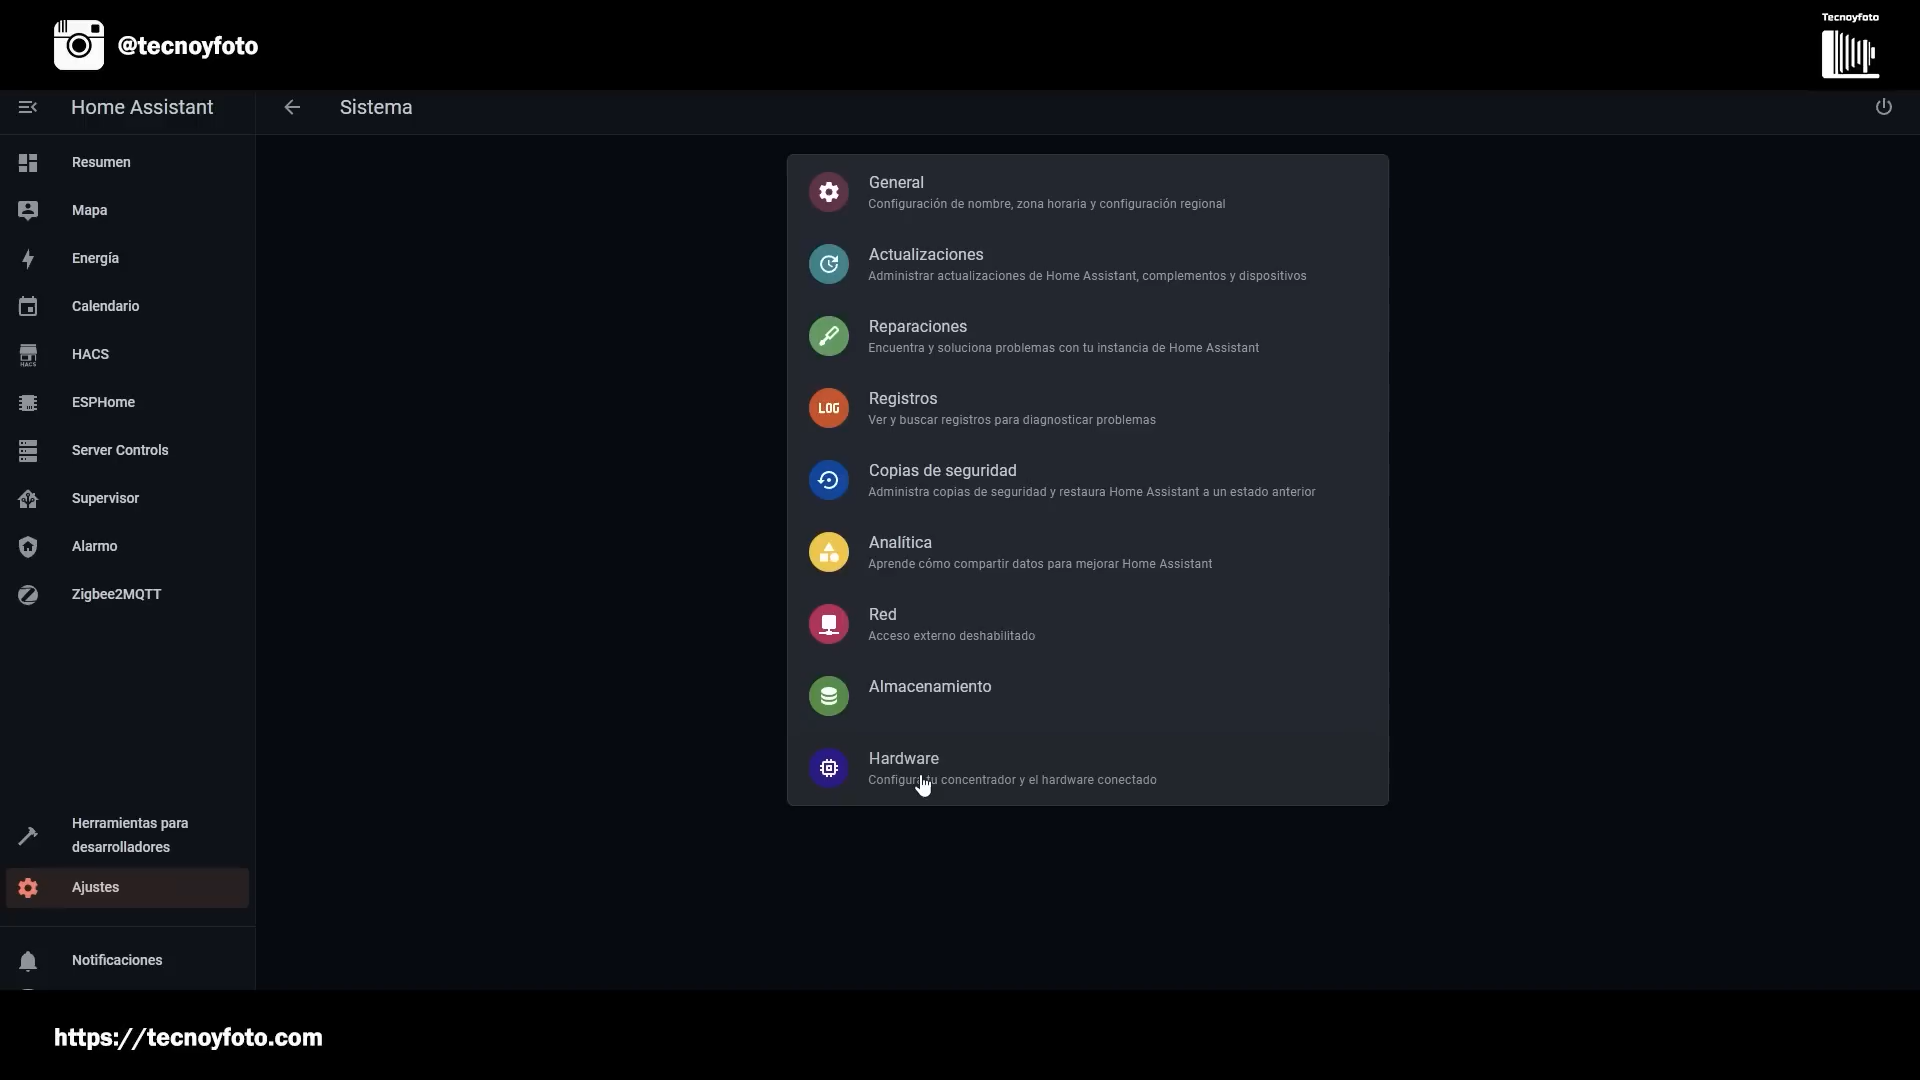 @tecnoyfoto
Tecnoyfoto
Home Assistant
Sistema
Resumen
Mapa
Energía
Calendario
HACS
HACS
ESPHome
Server Controls
Supervisor
Alarmo
Zigbee2MQTT
Herramientas para
desarrolladores
Ajustes
Notificaciones
General
Configuración de nombre, zona horaria y configuración regional
Actualizaciones
Administrar actualizaciones de Home Assistant, complementos y dispositivos
Reparaciones
Encuentra y soluciona problemas con tu instancia de Home Assistant
LOG
Registros
Ver y buscar registros para diagnosticar problemas
Copias de seguridad
Administra copias de seguridad y restaura Home Assistant a un estado anterior
Analítica
Aprende cómo compartir datos para mejorar Home Assistant
Red
Acceso externo deshabilitado
Almacenamiento
Hardware
Configura tu concentrador y el hardware conectado
https://tecnoyfoto.com